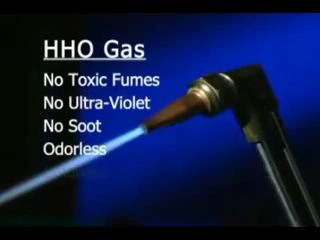 HHO Gas
No Toxic Fumes
No Ultra-Violet
No Soot
Odorless